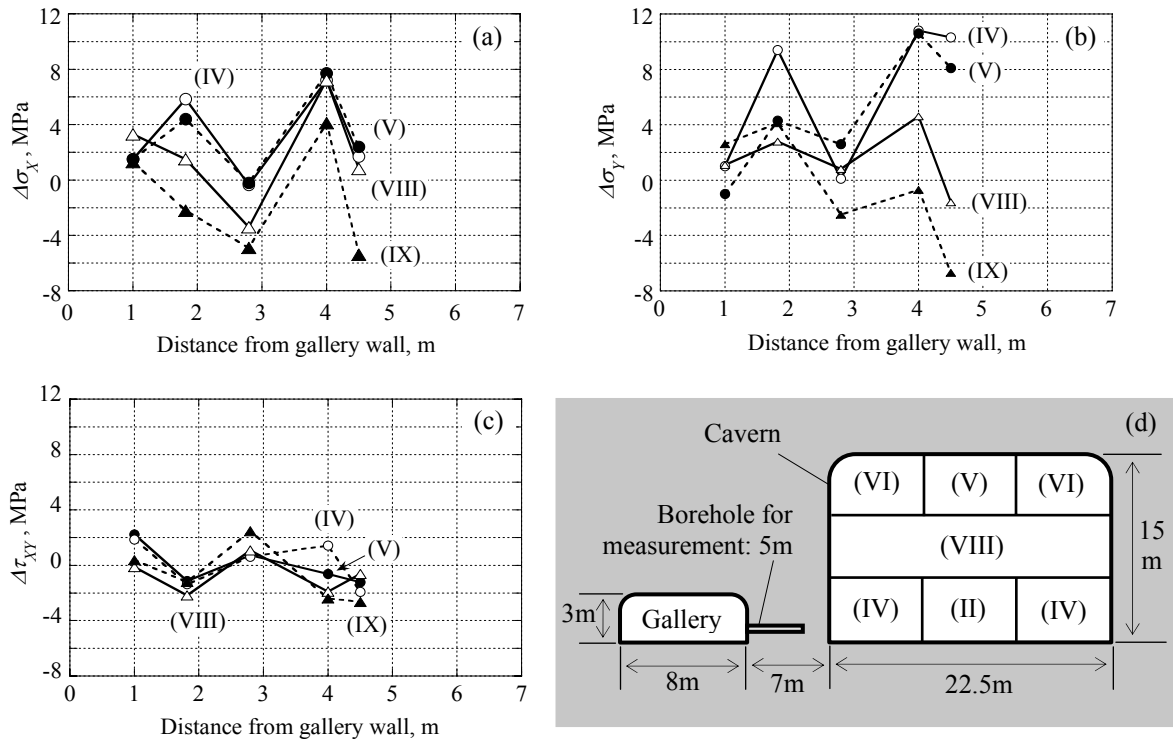 (a)
12
8
4
0
-4
-8
Δσ_X , MPa
(IV)
(V)
(VIII)
(IX)
0 1 2 3 4 5 6 7
Distance from gallery wall, m
(b)
12
8
4
0
-4
-8
Δσ_Y , MPa
(IV)
(V)
(VIII)
(IX)
0 1 2 3 4 5 6 7
Distance from gallery wall, m
(c)
12
8
4
0
-4
-8
Δτ_XY , MPa
(IV)
(V)
(VIII)
(IX)
0 1 2 3 4 5 6 7
Distance from gallery wall, m
(d)
Cavern
(VI) (V) (VI)
Borehole for
measurement: 5m
(VIII)
15
m
(IV) (II) (IV)
3m
Gallery
8m 7m 22.5m